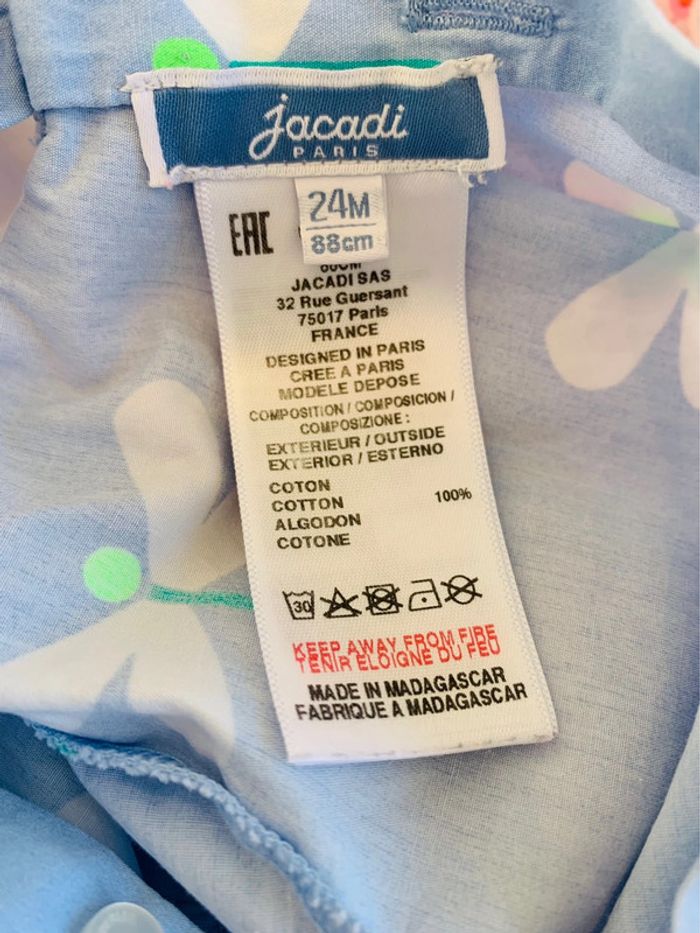 jacadi
PARIS
24M
88cm
EAC
JACADI SAS
32 Rue Guersant
75017 Paris
FRANCE
DESIGNED IN PARIS
CREE A PARIS
MODELE DEPOSE
COMPOSITION / COMPOSICION /
COMPOSIZIONE :
EXTERIEUR / OUTSIDE
EXTERIOR / ESTERNO
COTON
COTTON 100%
ALGODON
COTONE
30
KEEP AWAY FROM FIRE
TENIR ELOIGNE DU FEU
MADE IN MADAGASCAR
FABRIQUE A MADAGASCAR